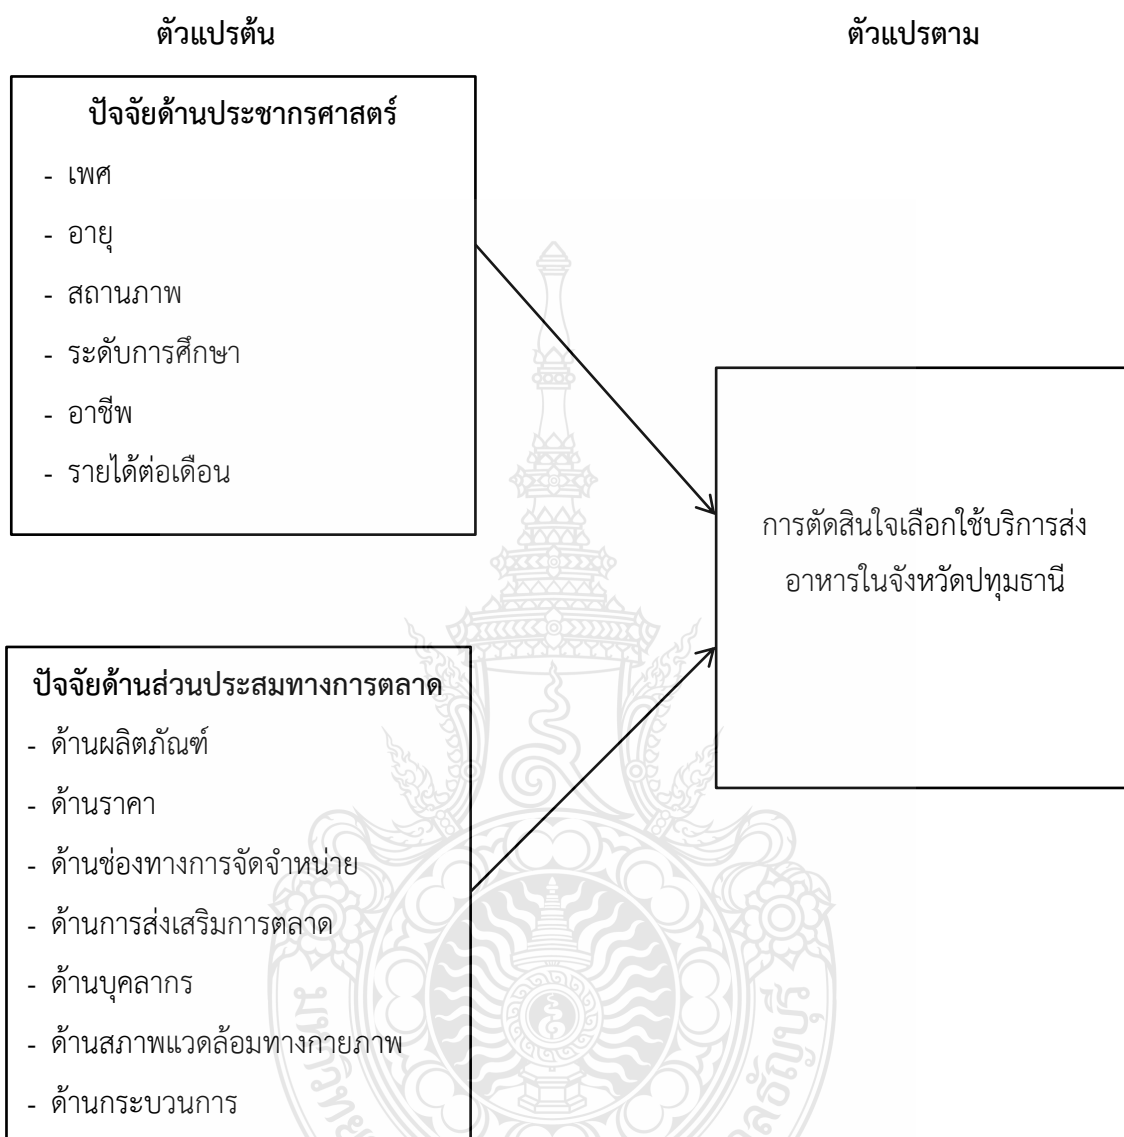 ตัวแปรต้น
ตัวแปรตาม
ปัจจัยด้านประชากรศาสตร์
- เพศ
- อายุ
- สถานภาพ
- ระดับการศึกษา
- อาชีพ
- รายได้ต่อเดือน
การตัดสินใจเลือกใช้บริการส่ง
อาหารในจังหวัดปทุมธานี
ปัจจัยด้านส่วนประสมทางการตลาด
- ด้านผลิตภัณฑ์
- ด้านราคา
- ด้านช่องทางการจัดจำหน่าย
- ด้านการส่งเสริมการตลาด
- ด้านบุคลากร
- ด้านสภาพแวดล้อมทางกายภาพ
- ด้านกระบวนการ